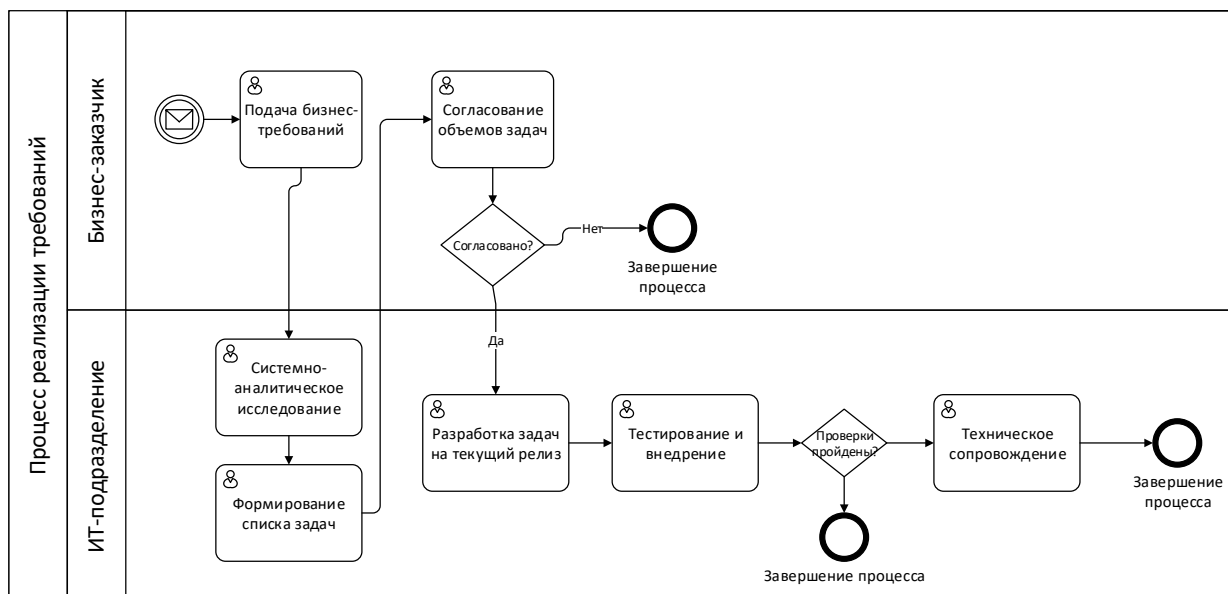 Процесс реализации требований
Бизнес-заказчик
Подача бизнес-
требований
Согласование
объемов задач
Согласовано?
Нет
Завершение
процесса
Да
ИТ-подразделение
Системно-
аналитическое
исследование
Формирование
списка задач
Разработка задач
на текущий релиз
Тестирование и
внедрение
Проверки
пройдены?
Завершение процесса
Техническое
сопровождение
Завершение
процесса